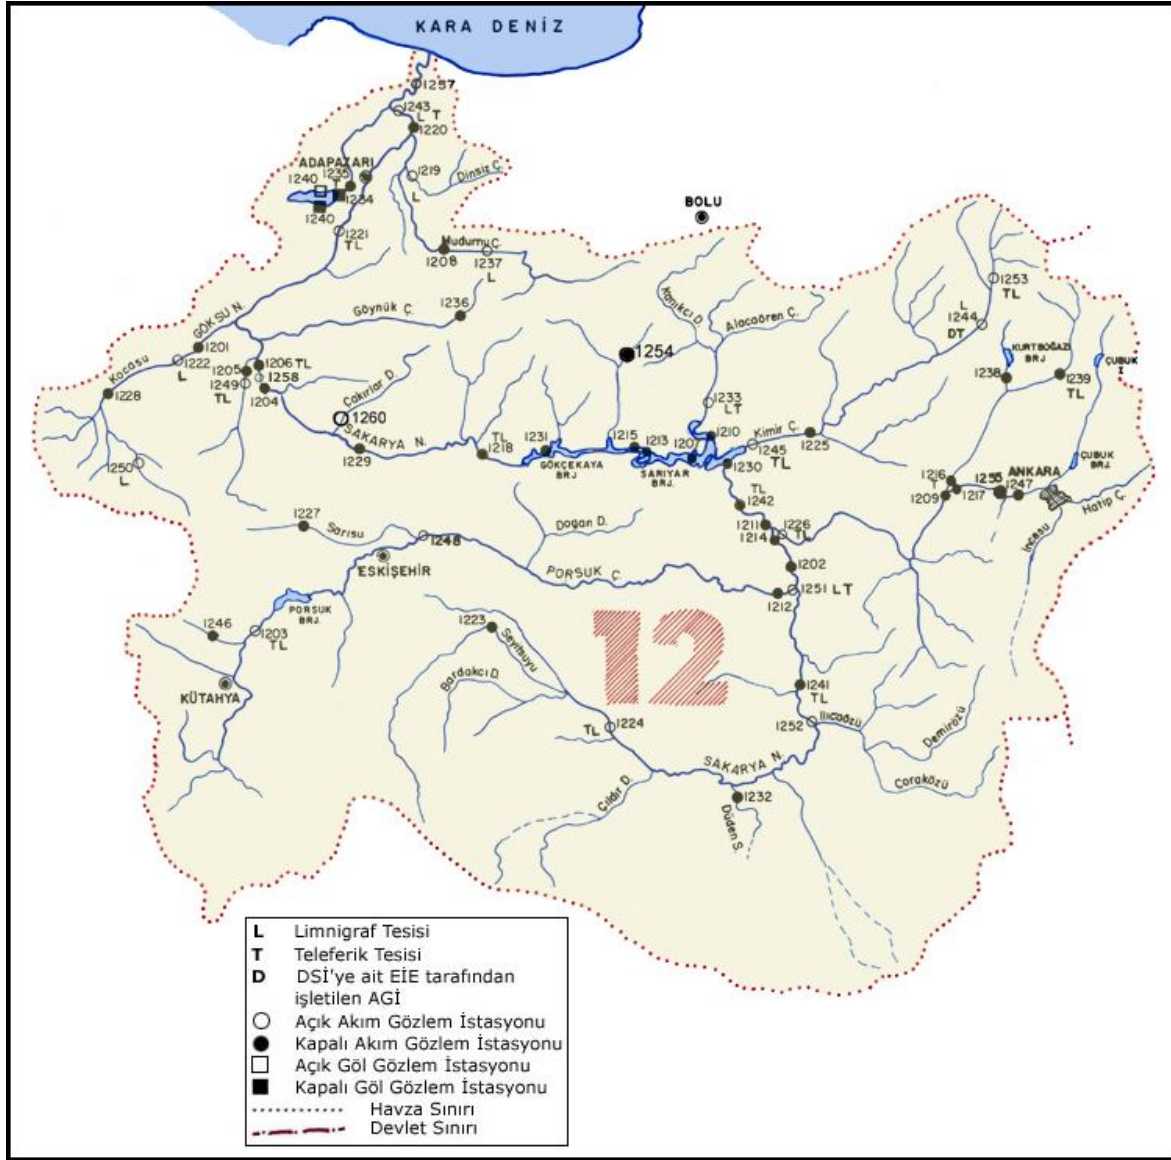 KARA DENİZ
1257
1243
L T
1220
ADAPAZARI
1235
T
1240
1234
1240
1219
L
Dinsiz Ç.
1221
TL
BOLU
Mudurnu Ç.
1208
1237
L
1253
TL
L
1244
DT
Göynük Ç.
1236
GÖKSU N.
1201
Kocasu
1222
L
1228
1205
1206 TL
1249
1258
TL
1204
Çakırlar D.
1260
SAKARYA N.
1229
1254
Alacaören Ç.
KURTBOĞAZI
BRJ
ÇUBUK
I
1238
1239
TL
1233
LT
1250
L
TL
1218
1231
GÖKÇEKAYA
BRJ
1215
1213
SARIYAR
BRJ.
120
1210
Kimir Ç.
1245
TL
1225
1230
ÇUBUK
BRJ.
1216
T
1209
1217
1255
1247
ANKARA
Hatip Ç.
İncasu
TL
1242
1211
1226
TL
1214
1227
Sarısu
1248
ESKİŞEHİR
Doğan D.
PORSUK Ç.
1202
1251 LT
1212
PORSUK
BRJ.
1246
1203
TL
KÜTAHYA
1223
Seyitsuyu
Bardakcı D.
12
1241
TL
1224
TL
1252
Ilıcaözü
Demirözü
Çoraközü
SAKARYA N.
Çıldır D.
1232
Düden S.
L Limnigraf Tesisi
T Teleferik Tesisi
D DSİ'ye ait EİE tarafından
işletilen AGİ
Açık Akım Gözlem İstasyonu
Kapalı Akım Gözlem İstasyonu
Açık Göl Gözlem İstasyonu
Kapalı Göl Gözlem İstasyonu
Havza Sınırı
Devlet Sınırı